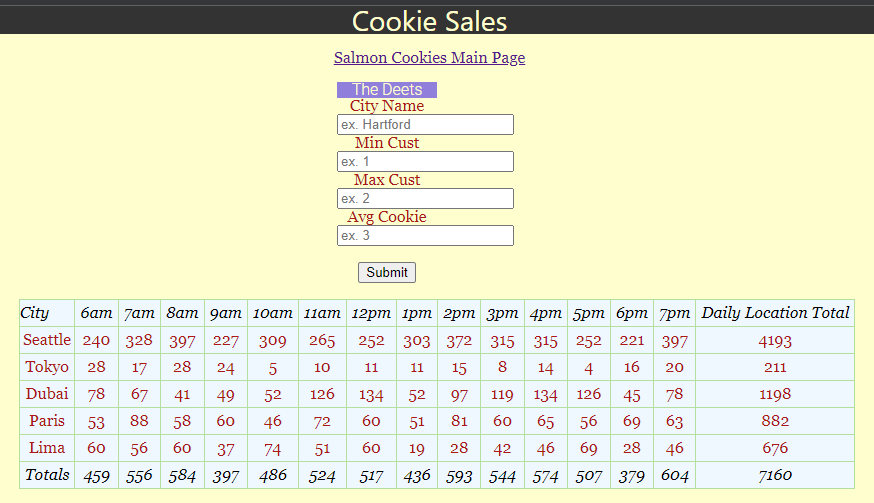 Cookie Sales
Salmon Cookies Main Page
The Deets
City Name
ex. Hartford
Min Cust
ex. 1
Max Cust
ex. 2
Avg Cookie
ex. 3
Submit
City 6am 7am 8am 9am 10am 11am 12pm 1pm 2pm 3pm 4pm 5pm 6pm 7pm Daily Location Total
Seattle 240 328 397 227 309 265 252 303 372 315 315 252 221 397 4193
Tokyo 28 17 28 24 5 10 11 11 15 8 14 4 16 20 211
Dubai 78 67 41 49 52 126 134 52 97 119 134 126 45 78 1198
Paris 53 88 58 60 46 72 60 51 81 60 65 56 69 63 882
Lima 60 56 60 37 74 51 60 19 28 42 46 69 28 46 676
Totals 459 556 584 397 486 524 517 436 593 544 574 507 379 604 7160